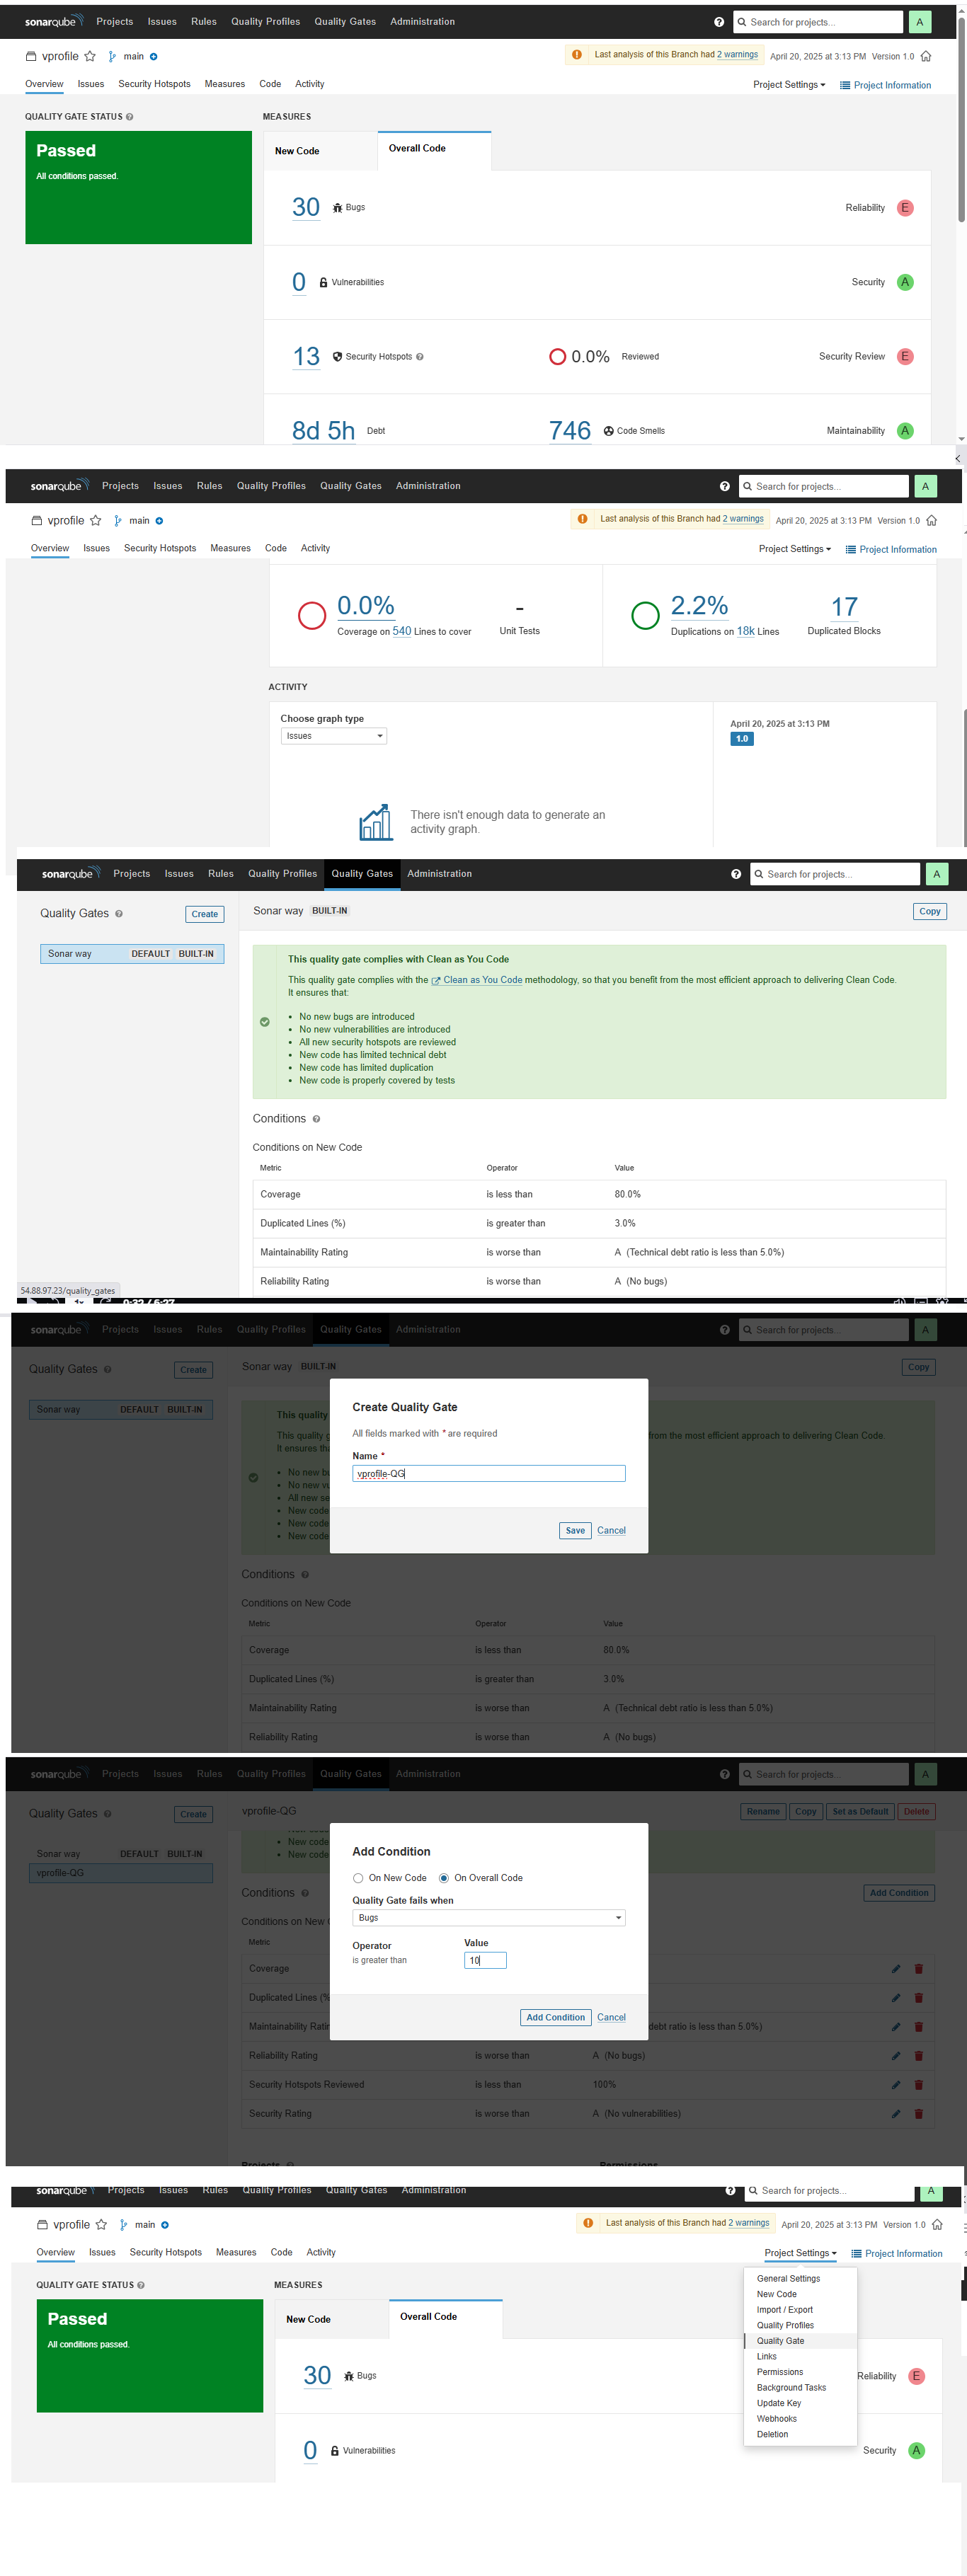 sonarqube Projects Issues Rules Quality Profiles Quality Gates Administration Search for projects... A
vprofile main Last analysis of this Branch had 2 warnings April 20, 2025 at 3:13 PM Version 1.0
Overview Issues Security Hotspots Measures Code Activity Project Settings Project Information
QUALITY GATE STATUS MEASURES
Passed
All conditions passed.
New Code Overall Code
30 Bugs Reliability E
0 Vulnerabilities Security A
13 Security Hotspots 0.0% Reviewed Security Review E
8d 5h Debt 746 Code Smells Maintainability A
sonarqube Projects Issues Rules Quality Profiles Quality Gates Administration Search for projects... A
vprofile main Last analysis of this Branch had 2 warnings April 20, 2025 at 3:13 PM Version 1.0
Overview Issues Security Hotspots Measures Code Activity Project Settings Project Information
0.0% - 2.2% 17
Coverage on 540 Lines to cover Unit Tests Duplications on 18k Lines Duplicated Blocks
ACTIVITY
Choose graph type
Issues
April 20, 2025 at 3:13 PM
1.0
There isn't enough data to generate an
activity graph.
sonarqube Projects Issues Rules Quality Profiles Quality Gates Administration Search for projects... A
Quality Gates Create Sonar way BUILT-IN Copy
Sonar way DEFAULT BUILT-IN
This quality gate complies with Clean as You Code
This quality gate complies with the Clean as You Code methodology, so that you benefit from the most efficient approach to delivering Clean Code.
It ensures that:
• No new bugs are introduced
• No new vulnerabilities are introduced
• All new security hotspots are reviewed
• New code has limited technical debt
• New code has limited duplication
• New code is properly covered by tests
Conditions
Conditions on New Code
Metric Operator Value
Coverage is less than 80.0%
Duplicated Lines (%) is greater than 3.0%
Maintainability Rating is worse than A (Technical debt ratio is less than 5.0%)
Reliability Rating is worse than A (No bugs)
54.88.97.23/quality_gates
sonarqube Projects Issues Rules Quality Profiles Quality Gates Administration Search for projects... A
Quality Gates Create Sonar way BUILT-IN Copy
Sonar way DEFAULT BUILT-IN
This quality
This quality g from the most efficient approach to delivering Clean Code.
It ensures tha
• No new bu
• No new vu
• All new se
• New code
• New code
• New code
Create Quality Gate
All fields marked with * are required
Name *
vprofile-QG
Save Cancel
Conditions
Conditions on New Code
Metric Operator Value
Coverage is less than 80.0%
Duplicated Lines (%) is greater than 3.0%
Maintainability Rating is worse than A (Technical debt ratio is less than 5.0%)
Reliability Rating is worse than A (No bugs)
sonarqube Projects Issues Rules Quality Profiles Quality Gates Administration Search for projects... A
Quality Gates Create vprofile-QG Rename Copy Set as Default Delete
Sonar way DEFAULT BUILT-IN
vprofile-QG
• New code
• New code
Conditions Add Condition
Conditions on New
Metric
Add Condition
On New Code On Overall Code
Quality Gate fails when
Bugs
Operator Value
is greater than 10
Add Condition Cancel
Coverage
Duplicated Lines (%
Maintainability Ratin debt ratio is less than 5.0%)
Reliability Rating is worse than A (No bugs)
Security Hotspots Reviewed is less than 100%
Security Rating is worse than A (No vulnerabilities)
Projects Permissions
sonarqube Projects Issues Rules Quality Profiles Quality Gates Administration Search for projects... A
vprofile main Last analysis of this Branch had 2 warnings April 20, 2025 at 3:13 PM Version 1.0
Overview Issues Security Hotspots Measures Code Activity Project Settings Project Information
QUALITY GATE STATUS MEASURES
Passed
All conditions passed.
New Code Overall Code
General Settings
New Code
Import / Export
Quality Profiles
Quality Gate
Links
Permissions
Background Tasks
Update Key
Webhooks
Deletion
30 Bugs Reliability E
0 Vulnerabilities Security A